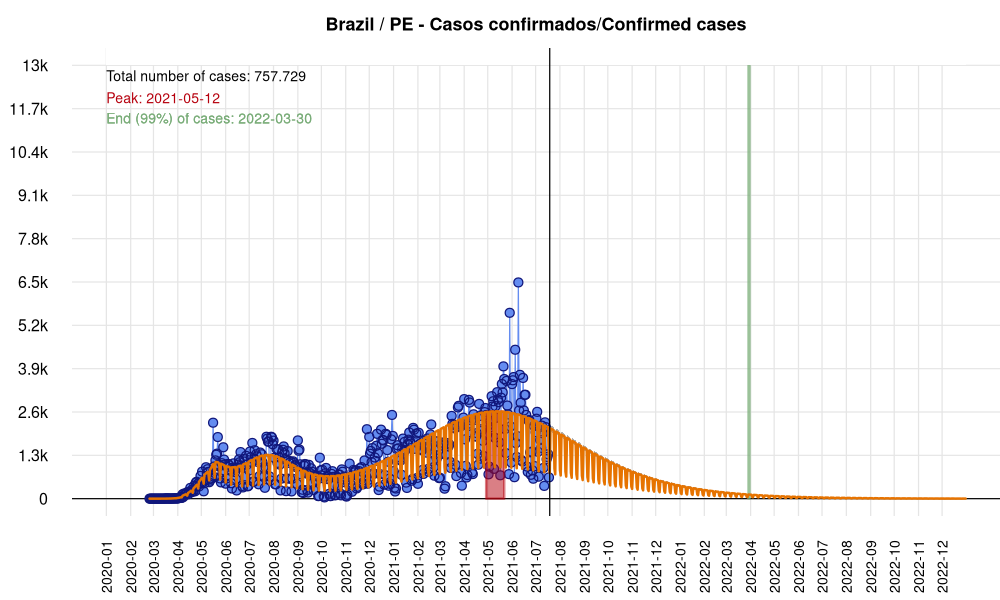 Brazil / PE - Casos confirmados/Confirmed cases
Total number of cases: 757.729
Peak: 2021-05-12
End (99%) of cases: 2022-03-30
13k
11.7k
10.4k
9.1k
7.8k
6.5k
5.2k
3.9k
2.6k
1.3k
0
2020-01
2020-02
2020-03
2020-04
2020-05
2020-06
2020-07
2020-08
2020-09
2020-10
2020-11
2020-12
2021-01
2021-02
2021-03
2021-04
2021-05
2021-06
2021-07
2021-08
2021-09
2021-10
2021-11
2021-12
2022-01
2022-02
2022-03
2022-04
2022-05
2022-06
2022-07
2022-08
2022-09
2022-10
2022-11
2022-12